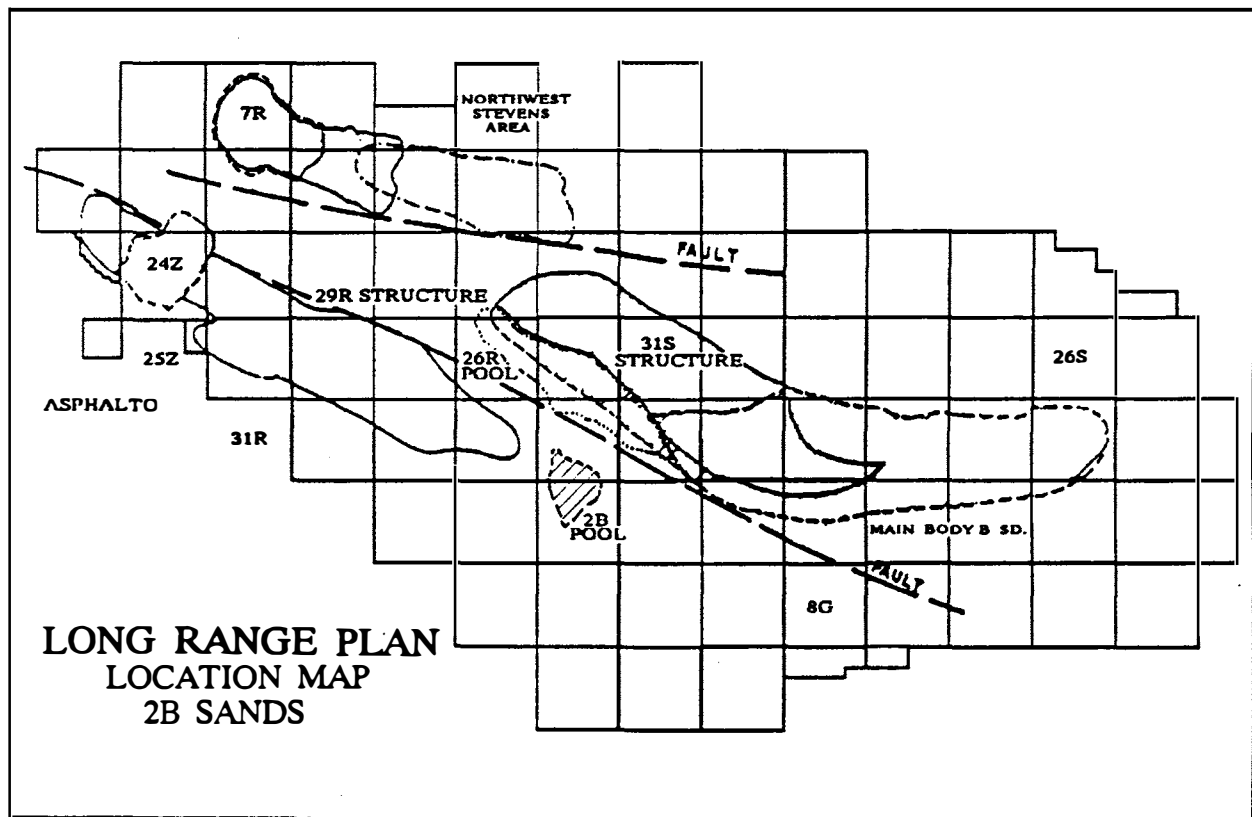 7R
NORTHWEST
STEVENS
AREA
FAULT
24Z
29R STRUCTURE
31S
STRUCTURE
26S
25Z
26R
POOL
ASPHALTO
31R
2B
POOL
MAIN BODY B SD.
FAULT
8G
LONG RANGE PLAN
LOCATION MAP
2B SANDS